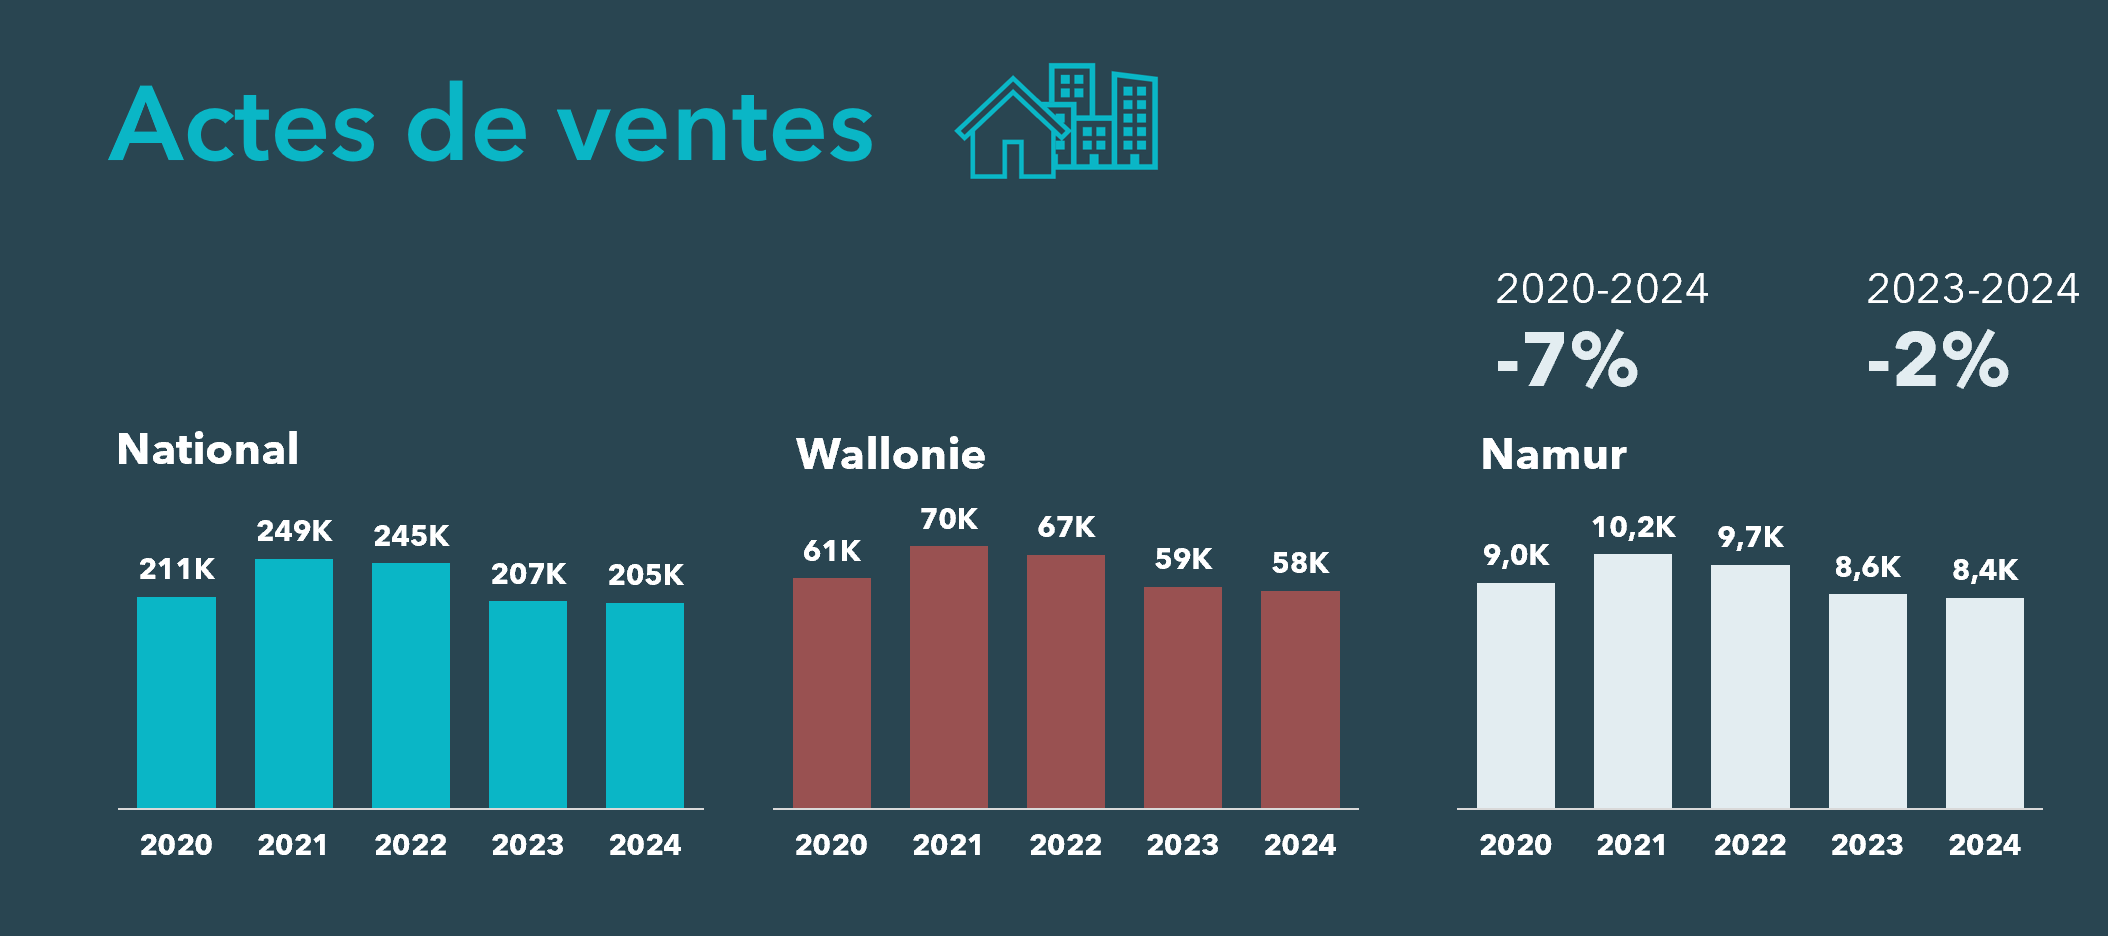 Actes de ventes
2020-2024
2023-2024
-7%
-2%
National
211K
249K
245K
207K
205K
2020
2021
2022
2023
2024
Wallonie
61K
70K
67K
59K
58K
2020
2021
2022
2023
2024
Namur
9,0K
10,2K
9,7K
8,6K
8,4K
2020
2021
2022
2023
2024